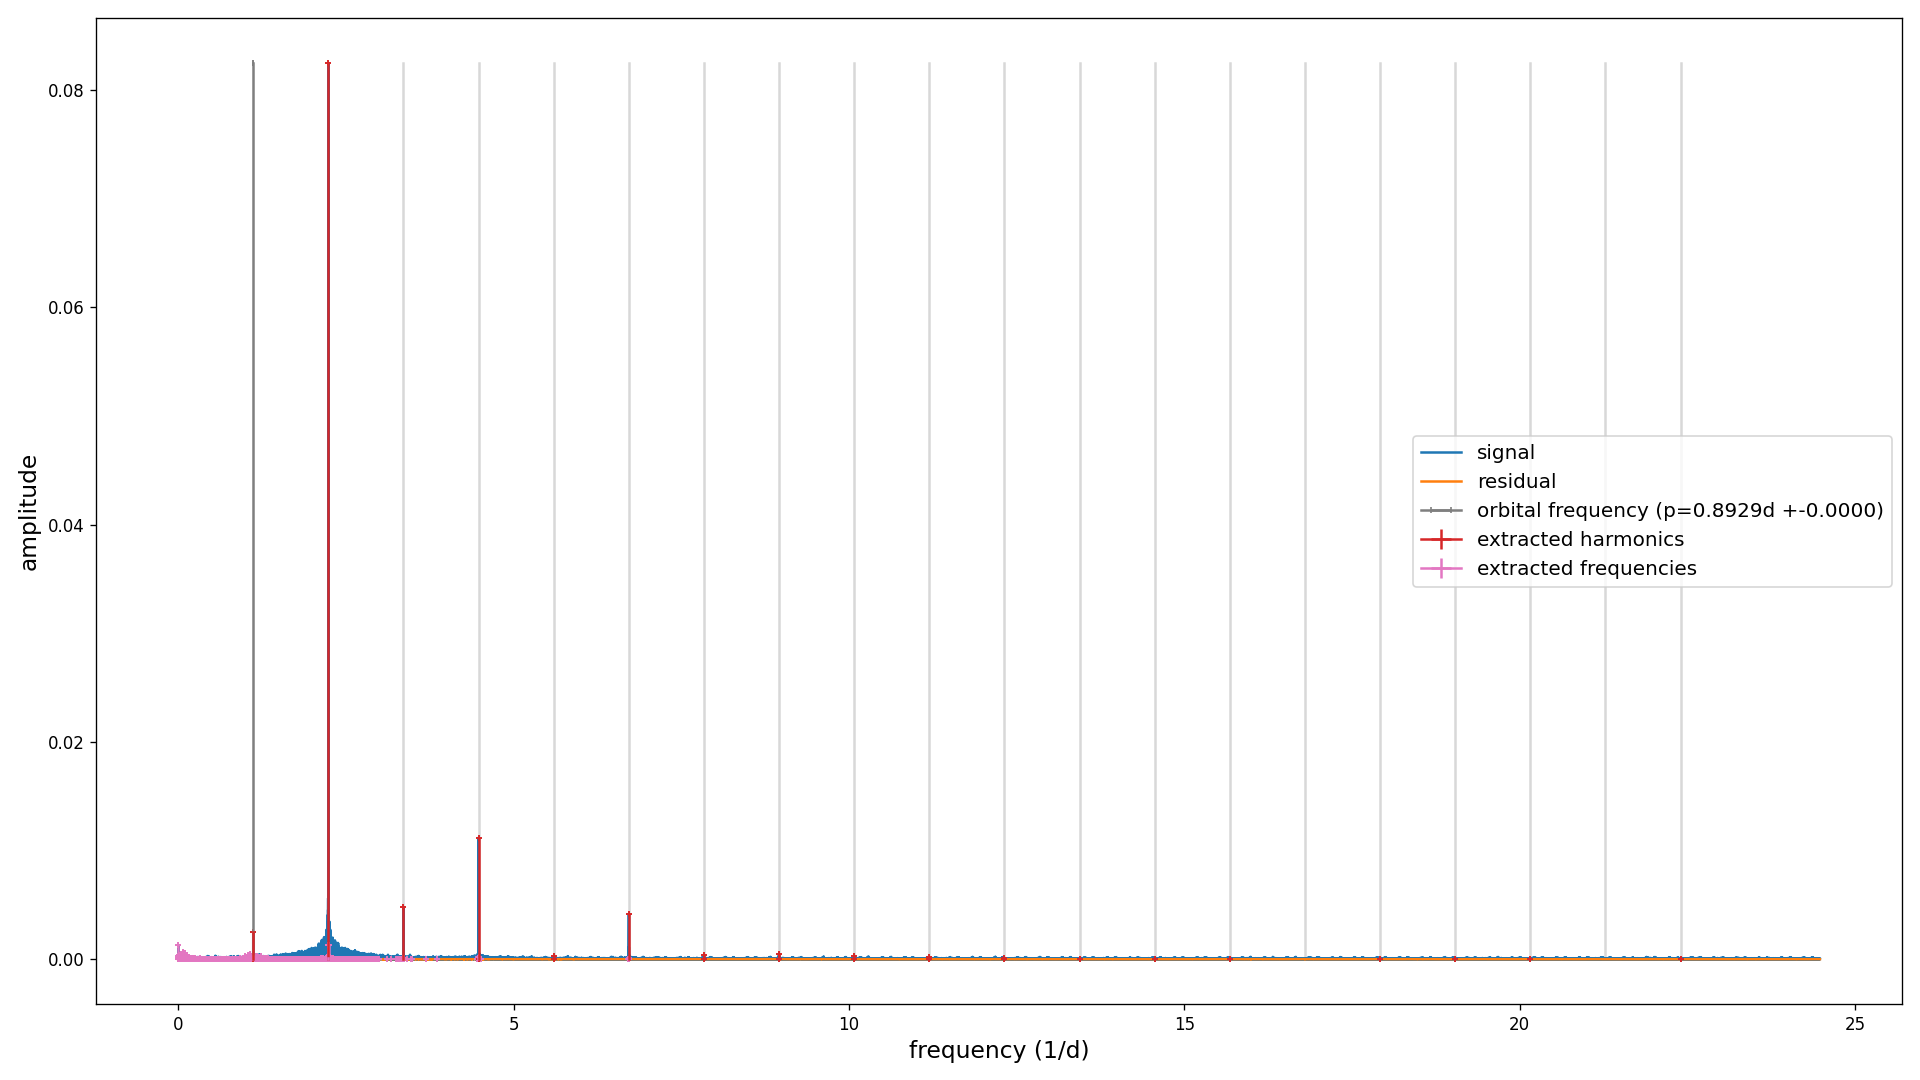 0.08
0.06
0.04
0.02
0.00
amplitude
0
5
10
15
20
25
frequency (1/d)
signal
residual
orbital frequency (p=0.8929d +-0.0000)
extracted harmonics
extracted frequencies